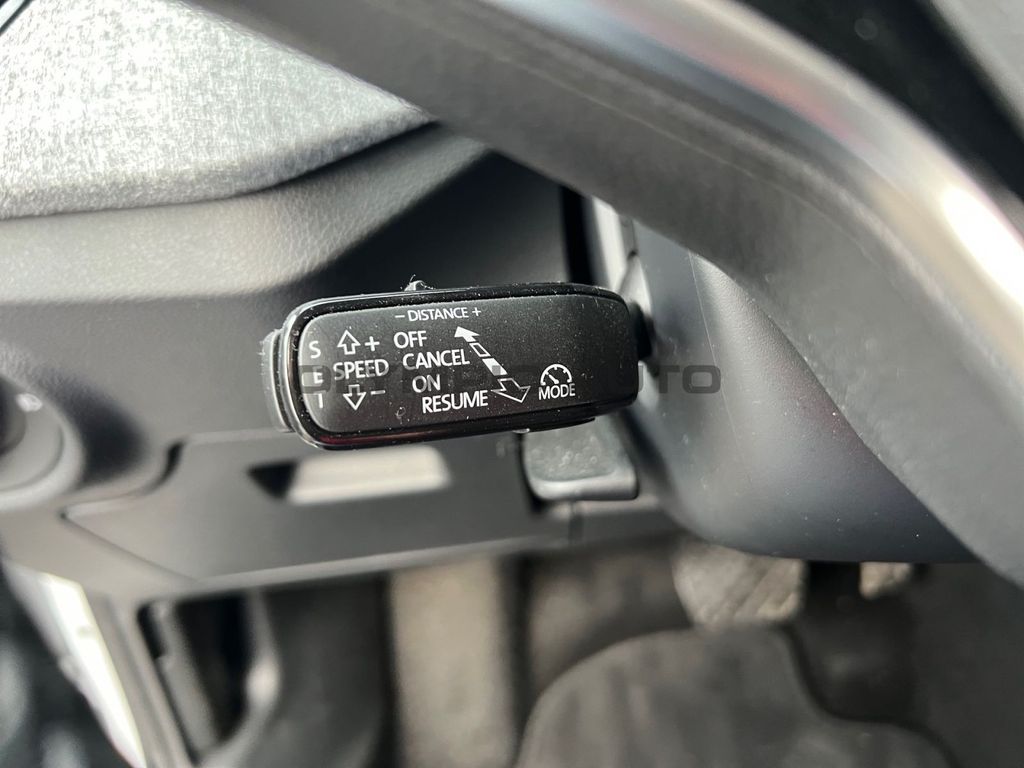 − DISTANCE +
S + OFF
E SPEED CANCEL
T − ON
RESUME MODE